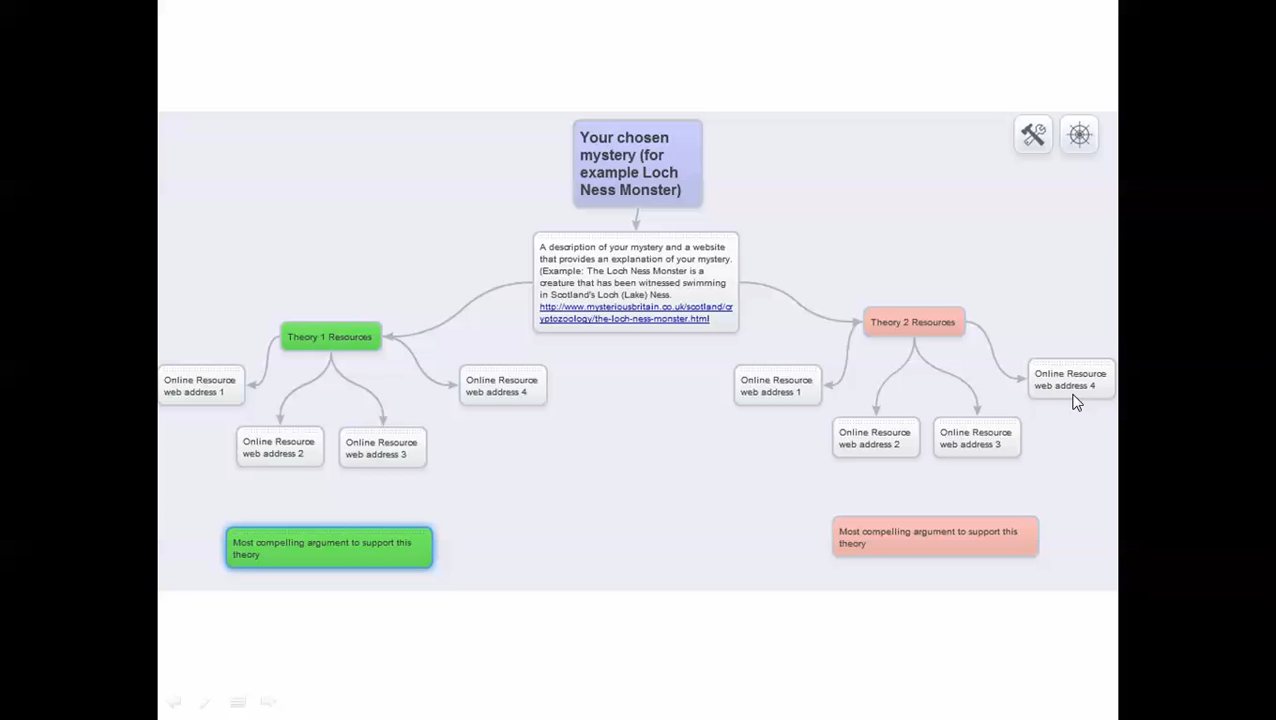 Your chosen
mystery (for
example Loch
Ness Monster)
A description of your mystery and a website
that provides an explanation of your mystery.
(Example: The Loch Ness Monster is a
creature that has been witnessed swimming
in Scotland's Loch (Lake) Ness.
http://www.mysteriousbritain.co.uk/scotland/cr
yptozoology/the-loch-ness-monster.html
Theory 1 Resources
Online Resource
web address 1
Online Resource
web address 2
Online Resource
web address 3
Online Resource
web address 4
Most compelling argument to support this
theory
Theory 2 Resources
Online Resource
web address 1
Online Resource
web address 2
Online Resource
web address 3
Online Resource
web address 4
Most compelling argument to support this
theory